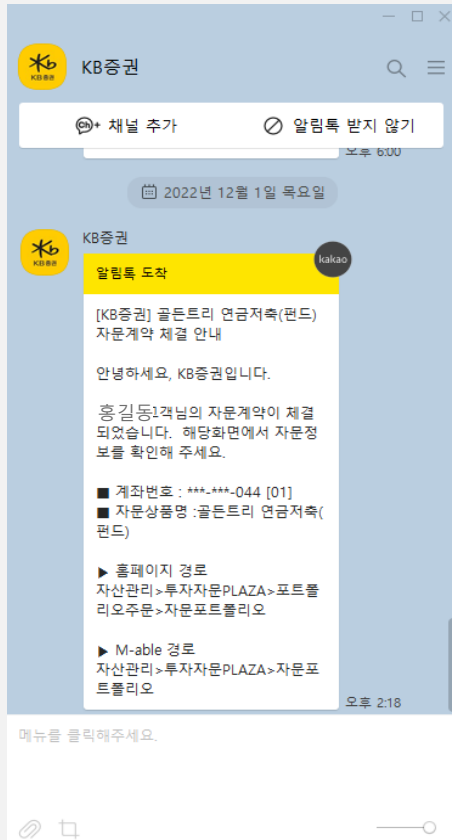 KB증권
KB증권
채널 추가
알림톡 받지 않기
오후 6:00
2022년 12월 1일 목요일
KB증권
KB증권
kakao
알림톡 도착
[KB증권] 골든트리 연금저축(펀드)
자문계약 체결 안내
안녕하세요, KB증권입니다.
홍길동고객님의 자문계약이 체결
되었습니다.  해당화면에서 자문정
보를 확인해 주세요.
■ 계좌번호 : ***-***-044 [01]
■ 자문상품명 :골든트리 연금저축(
펀드)
▶ 홈페이지 경로
자산관리>투자자문PLAZA>포트폴
리오주문>자문포트폴리오
▶ M-able 경로
자산관리>투자자문PLAZA>자문포
트폴리오
오후 2:18
메뉴를 클릭해주세요.